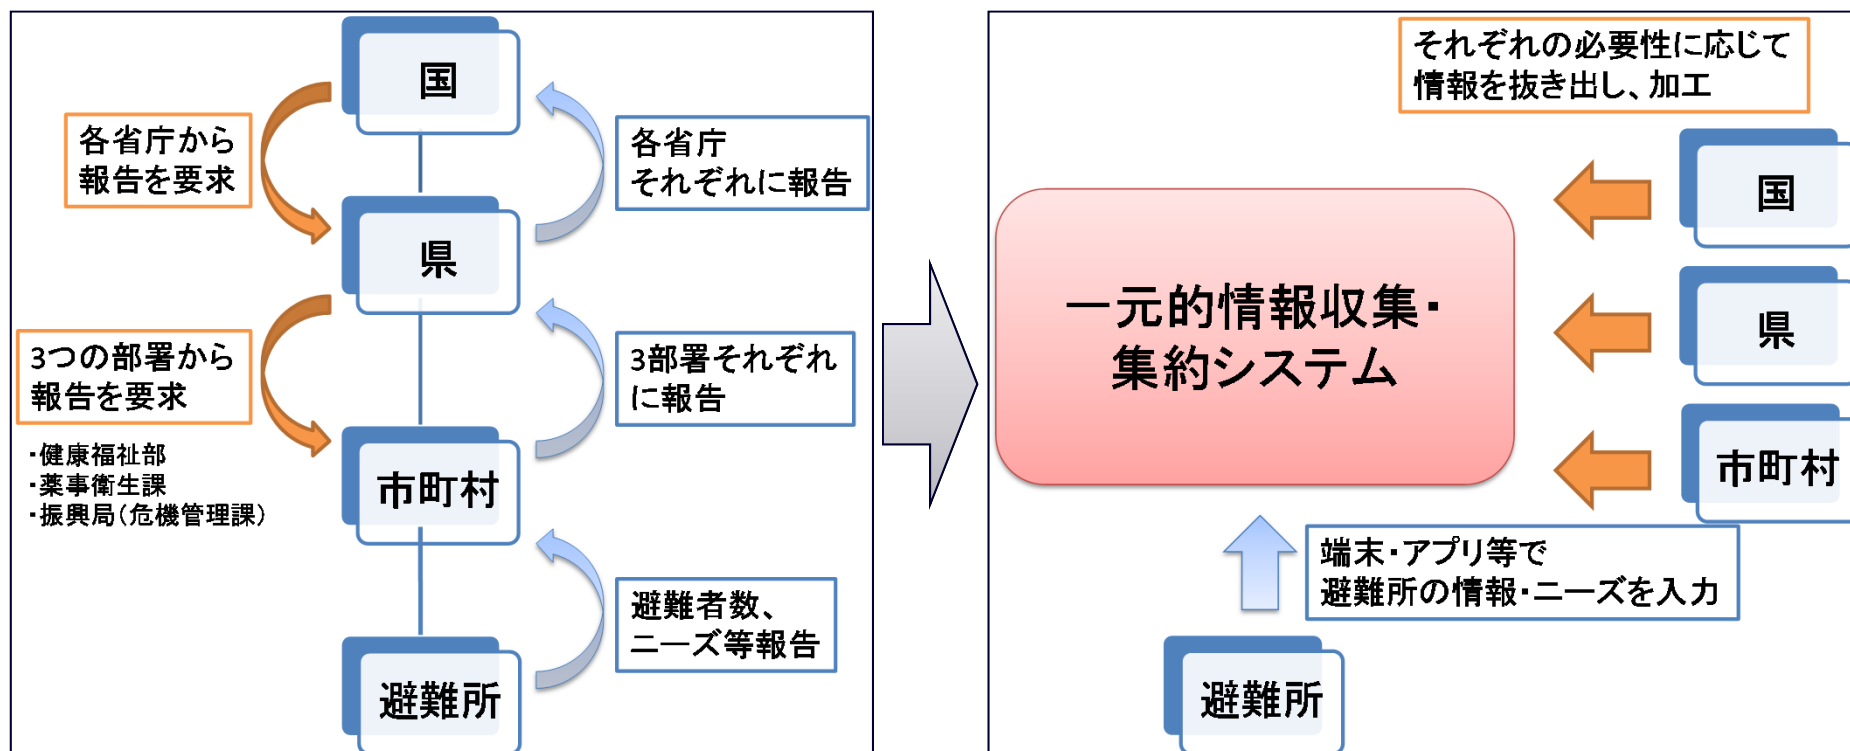 国
各省庁から
報告を要求
各省庁
それぞれに報告
県
3つの部署から
報告を要求
3部署それぞれ
に報告
・健康福祉部
・薬事衛生課
・振興局(危機管理課)
市町村
避難者数、
ニーズ等報告
避難所
それぞれの必要性に応じて
情報を抜き出し、加工
国
一元的情報収集・
集約システム
県
市町村
端末・アプリ等で
避難所の情報・ニーズを入力
避難所